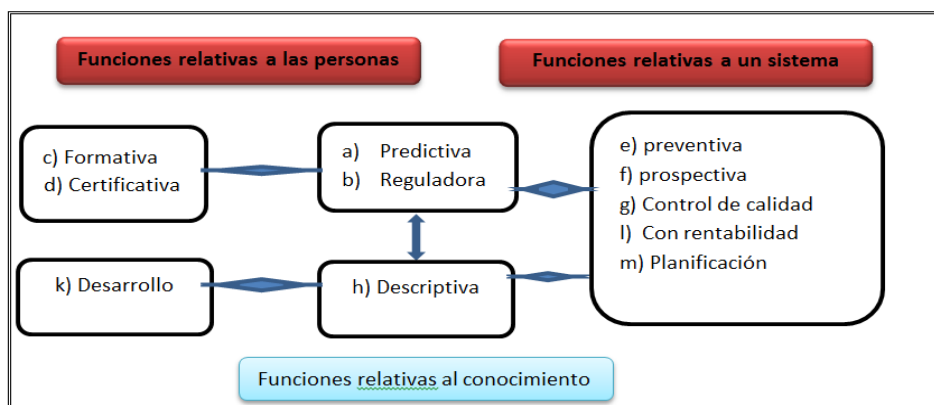 Funciones relativas a las personas
Funciones relativas a un sistema
c) Formativa
d) Certificativa
a) Predictiva
b) Reguladora
e) preventiva
f) prospectiva
g) Control de calidad
l) Con rentabilidad
m) Planificación
k) Desarrollo
h) Descriptiva
Funciones relativas al conocimiento